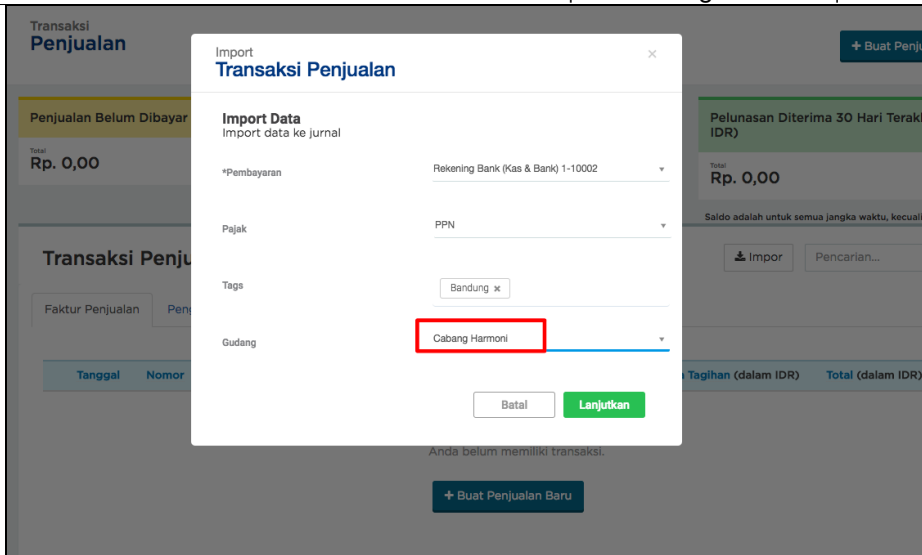 Transaksi
Penjualan
+ Buat Penju
Import
Transaksi Penjualan
×
Penjualan Belum Dibayar
Total
Rp. 0,00
Pelunasan Diterima 30 Hari Terak
IDR)
Total
Rp. 0,00
Saldo adalah untuk semua jangka waktu, kecuali
Import Data
Import data ke jurnal
*Pembayaran
Rekening Bank (Kas & Bank) 1-10002
Pajak
PPN
Tags
Bandung ×
Gudang
Cabang Harmoni
Batal
Lanjutkan
Transaksi Penju
Impor
Pencarian...
Faktur Penjualan
Peng
Tanggal
Nomor
Tagihan (dalam IDR)
Total (dalam IDR)
Anda belum memiliki transaksi.
+ Buat Penjualan Baru